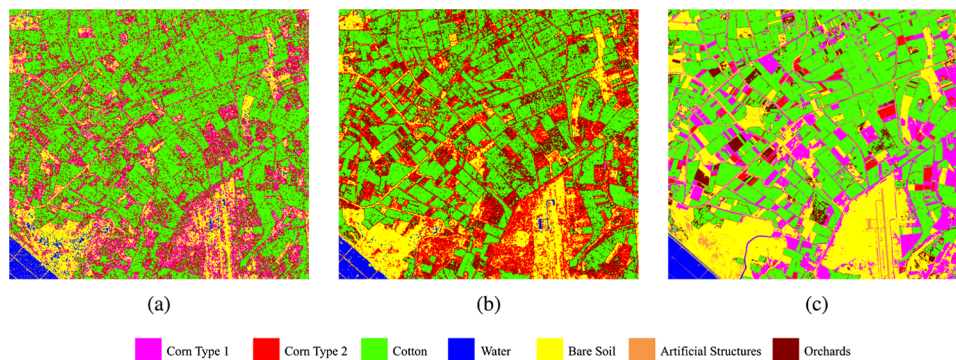 (a) (b) (c)
Corn Type 1 Corn Type 2 Cotton Water Bare Soil Artificial Structures Orchards